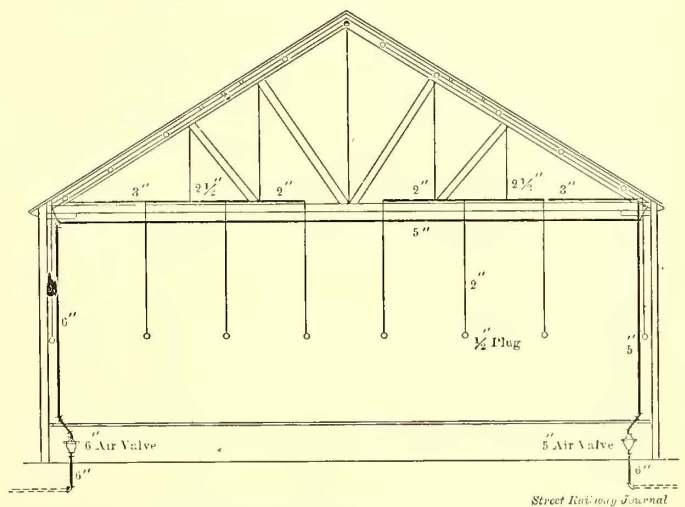 3" 2½" 2" 2" 2½" 3"
5"
2"
6"
½" Plug
5"
6" Air Valve
5" Air Valve
6"
6"
Street Railway Journal